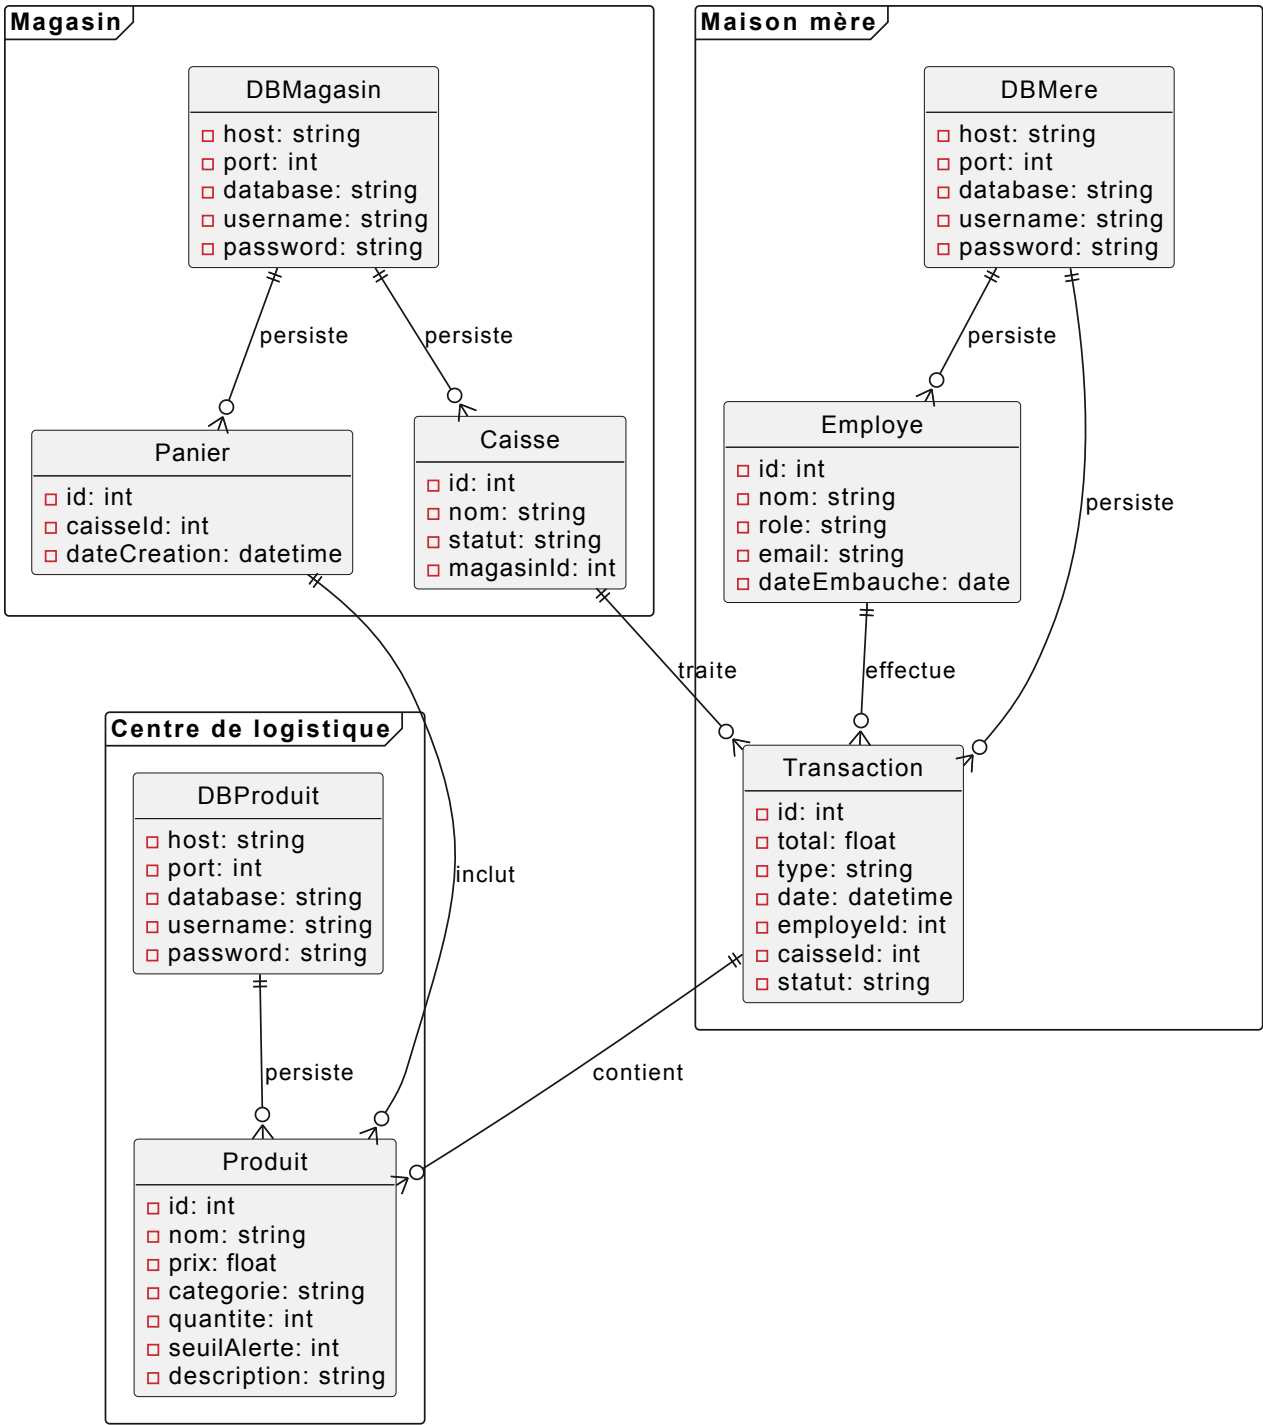 Magasin
DBMagasin
host: string
port: int
database: string
username: string
password: string
persiste
persiste
Panier
id: int
caisseId: int
dateCreation: datetime
Caisse
id: int
nom: string
statut: string
magasinId: int
Maison mère
DBMere
host: string
port: int
database: string
username: string
password: string
persiste
persiste
Employe
id: int
nom: string
role: string
email: string
dateEmbauche: date
traite
effectue
Transaction
id: int
total: float
type: string
date: datetime
employeId: int
caisseId: int
statut: string
Centre de logistique
DBProduit
host: string
port: int
database: string
username: string
password: string
inclut
persiste
contient
Produit
id: int
nom: string
prix: float
categorie: string
quantite: int
seuilAlerte: int
description: string